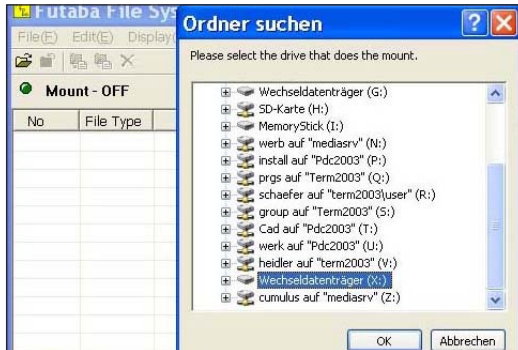 Futaba File Sys
File(F) Edit(E) Display(
Mount - OFF
No File Type
Ordner suchen
Please select the drive that does the mount.
Wechseldatenträger (G:)
SD-Karte (H:)
MemoryStick (I:)
werb auf "mediasrv" (N:)
install auf "Pdc2003" (P:)
prgs auf "Term2003" (Q:)
schaefer auf "term2003\user" (R:)
group auf "Term2003" (S:)
Cad auf "Pdc2003" (T:)
werk auf "Pdc2003" (U:)
heidler auf "term2003" (V:)
Wechseldatenträger (X:)
cumulus auf "mediasrv" (Z:)
OK Abbrechen